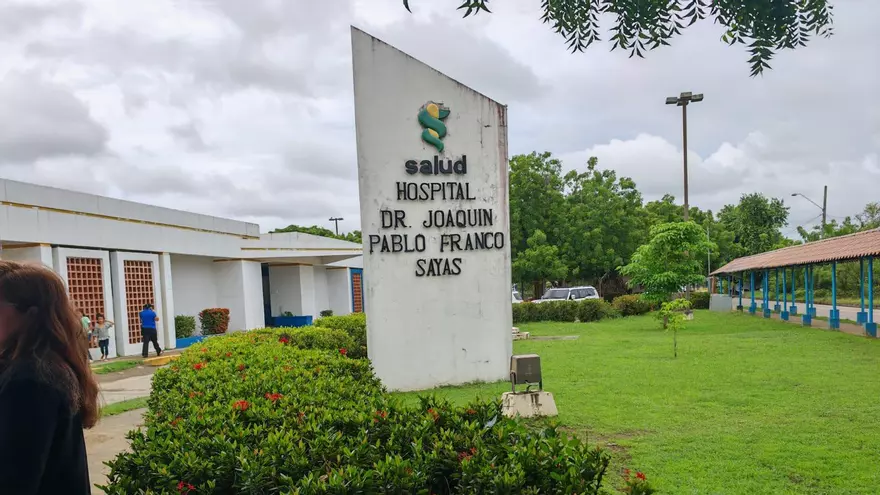 salud
HOSPITAL
DR. JOAQUIN
PABLO FRANCO
SAYAS